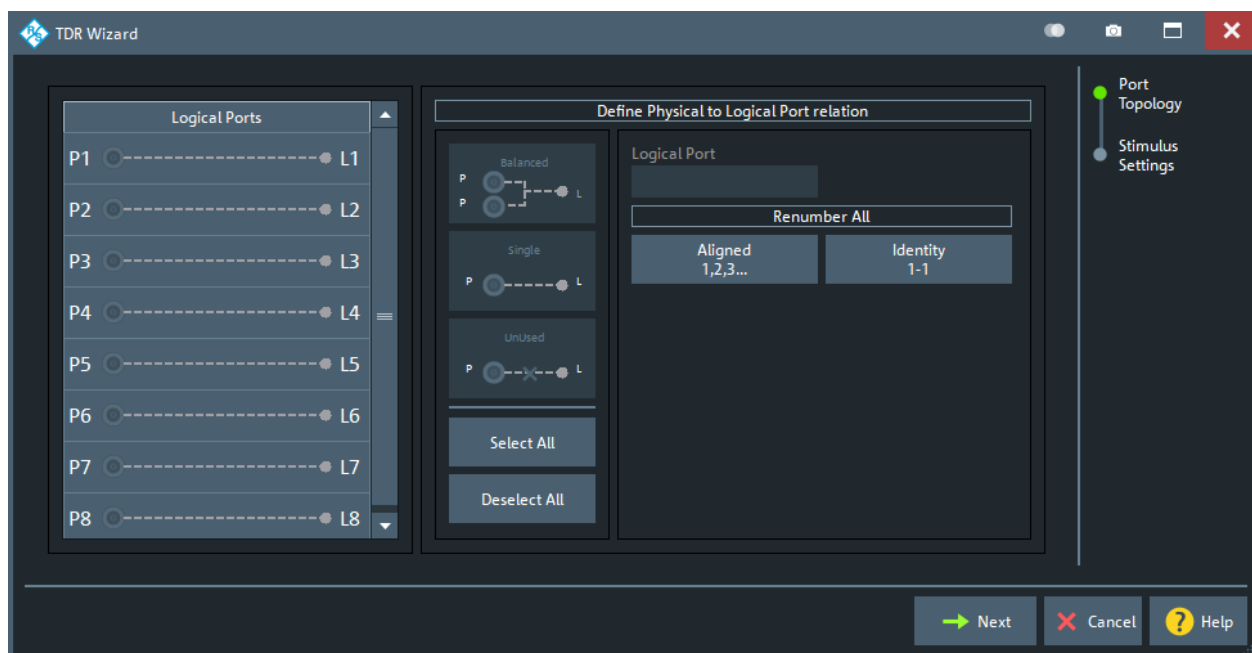 TDR Wizard
Logical Ports
P1 L1
P2 L2
P3 L3
P4 L4
P5 L5
P6 L6
P7 L7
P8 L8
Define Physical to Logical Port relation
Balanced
P
P
L
Single
P L
UnUsed
P L
Select All
Deselect All
Logical Port
Renumber All
Aligned
1,2,3...
Identity
1-1
Port
Topology
Stimulus
Settings
Next
Cancel
? Help